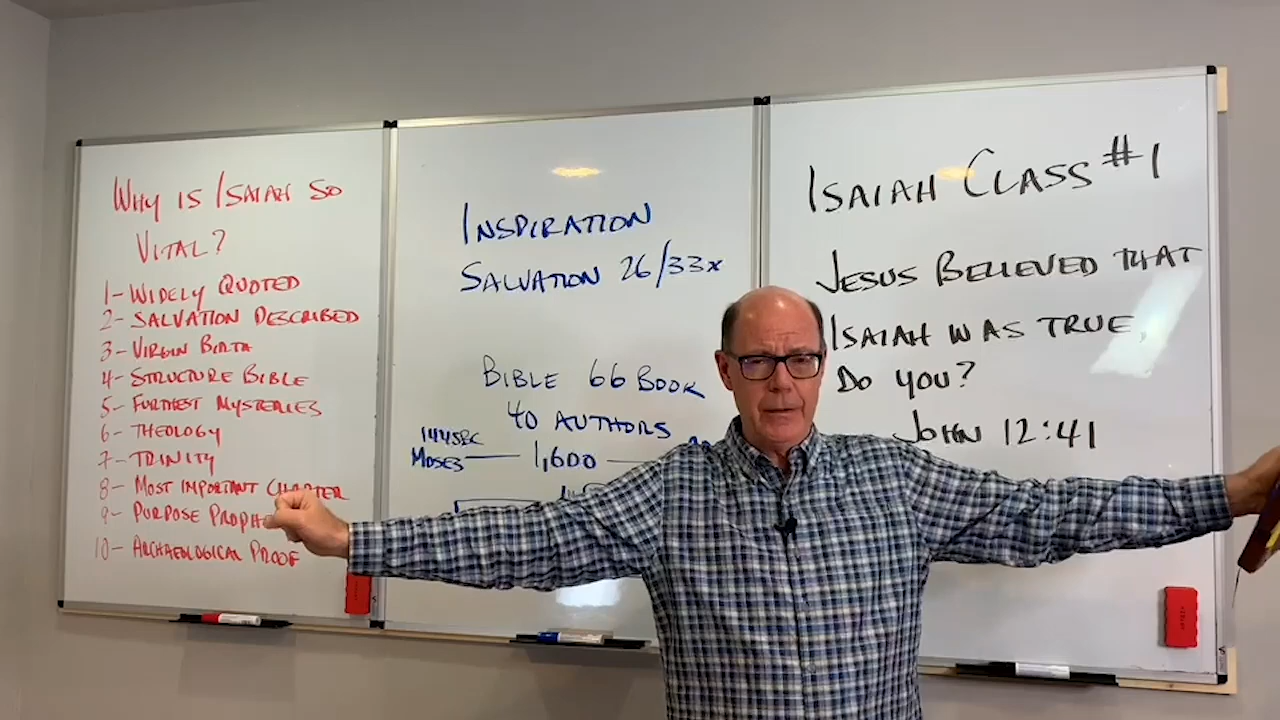 WHY IS ISAIAH SO
VITAL?
1- WIDELY QUOTED
2- SALVATION DESCRIBED
3- VIRGIN BIRTH
4- STRUCTURE BIBLE
5- FURTHEST MYSTERIES
6- THEOLOGY
7- TRINITY
8- MOST IMPORTANT CHAPTER
9- PURPOSE PROPHE
10- ARCHAEOLOGICAL PROOF
INSPIRATION
SALVATION 26/33x
BIBLE 66 BOOK
40 AUTHORS
1445BC
MOSES — 1,600 —
ISAIAH CLASS #1
JESUS BELIEVED THAT
ISAIAH WAS TRUE,
DO YOU?
JOHN 12:41